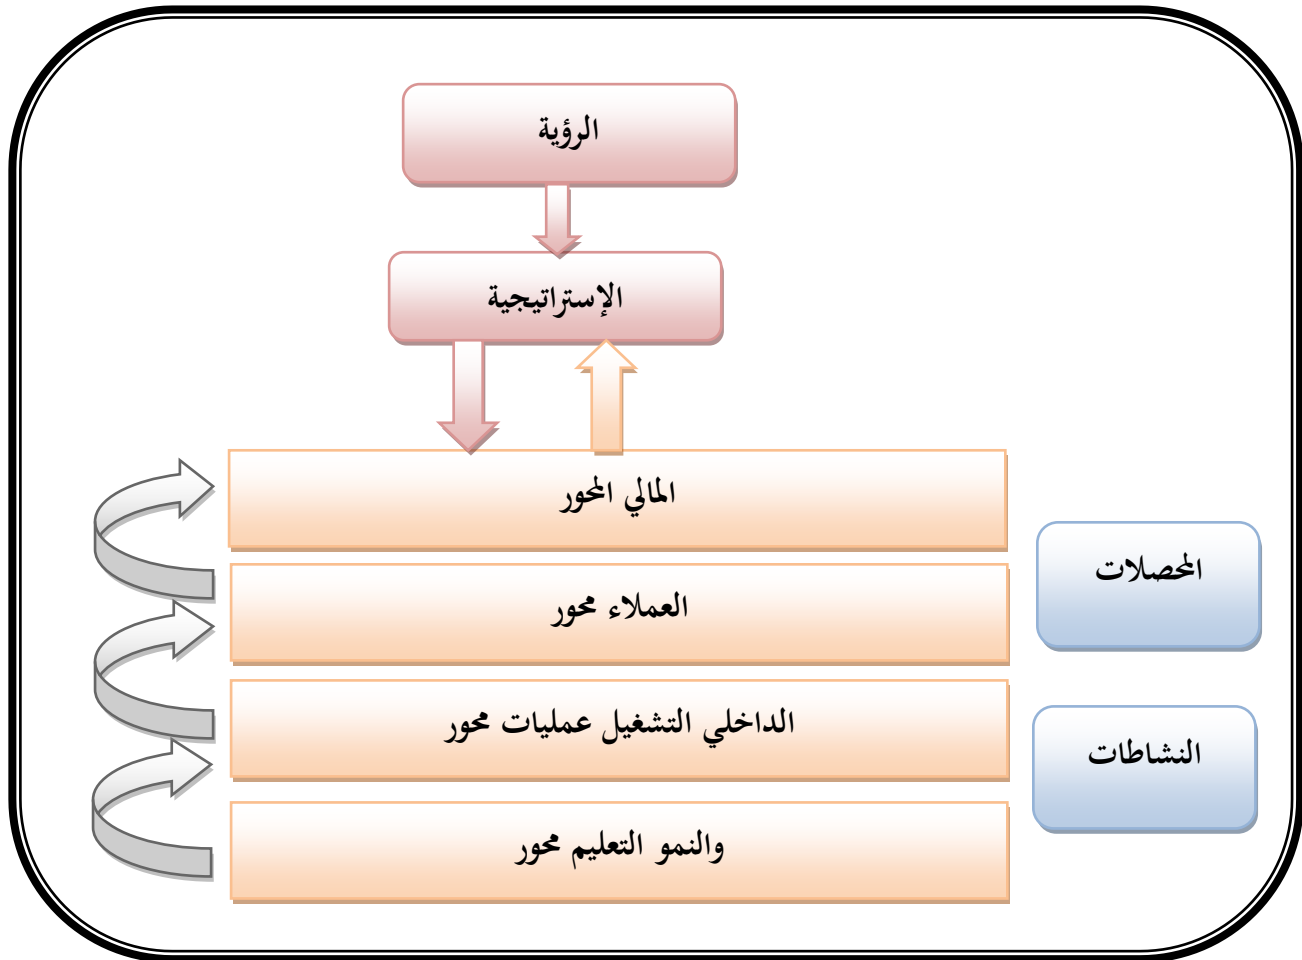 الرؤية
الإستراتيجية
المالي المحور
المحصلات
العملاء محور
الداخلي التشغيل عمليات محور
النشاطات
والنمو التعليم محور